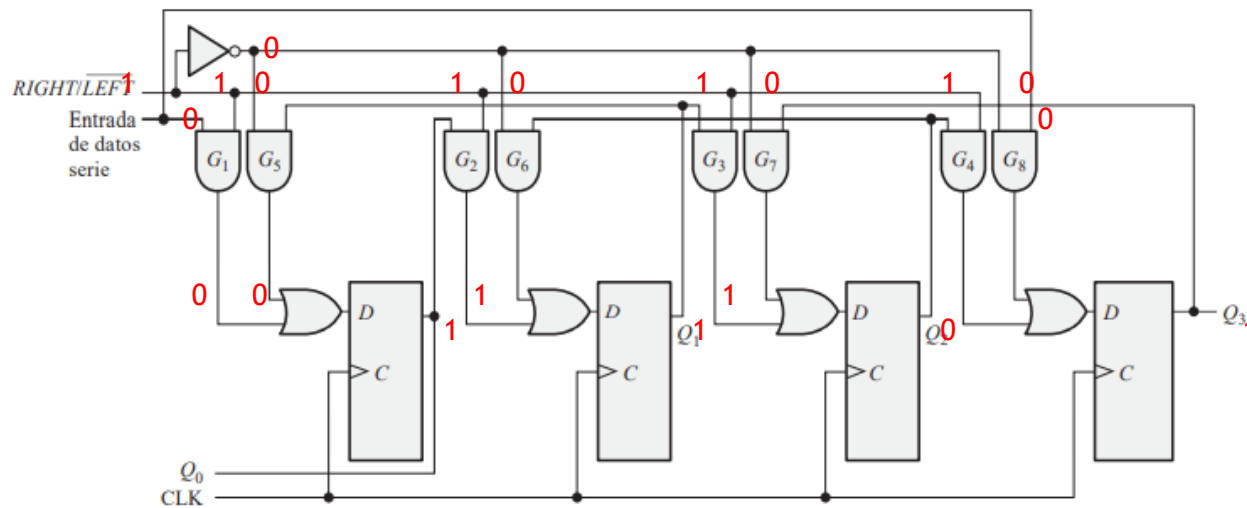 0
RIGHT/LEFT 1 1 0 1 0 1 0 1 0
Entrada 0 0
de datos
serie
G1 G5 G2 G6 G3 G7 G4 G8
0 0 1 1
D D D D
1 Q1 1 Q2 0 Q3
C C C C
Q0
CLK